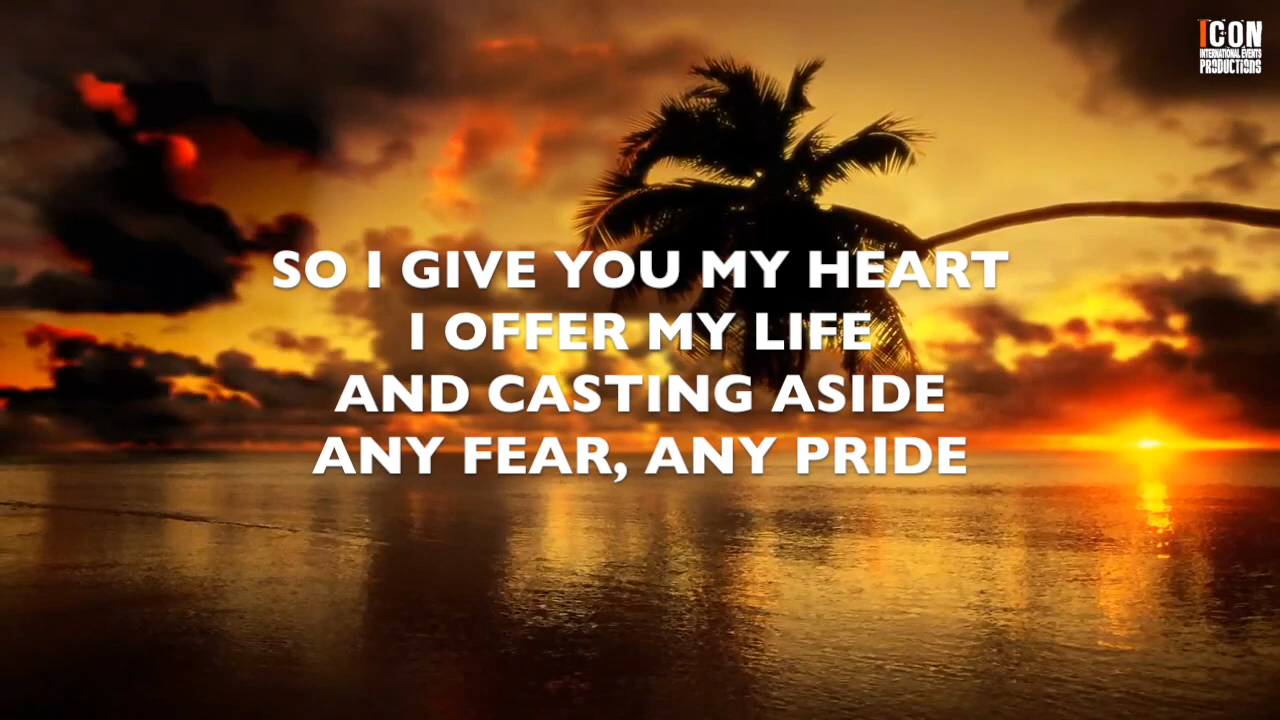 ICON
INTERNATIONAL EVENTS
PRODUCTIONS
SO I GIVE YOU MY HEART
I OFFER MY LIFE
AND CASTING ASIDE
ANY FEAR, ANY PRIDE